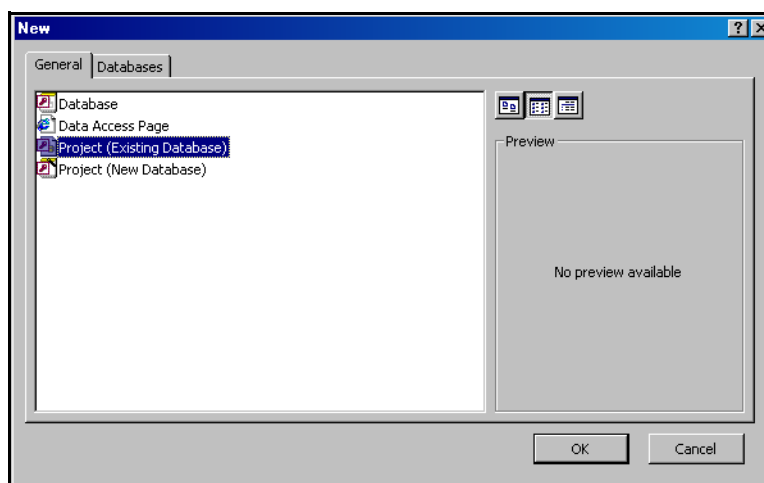 New
General
Databases
Database
Data Access Page
Project (Existing Database)
Project (New Database)
Preview
No preview available
OK
Cancel